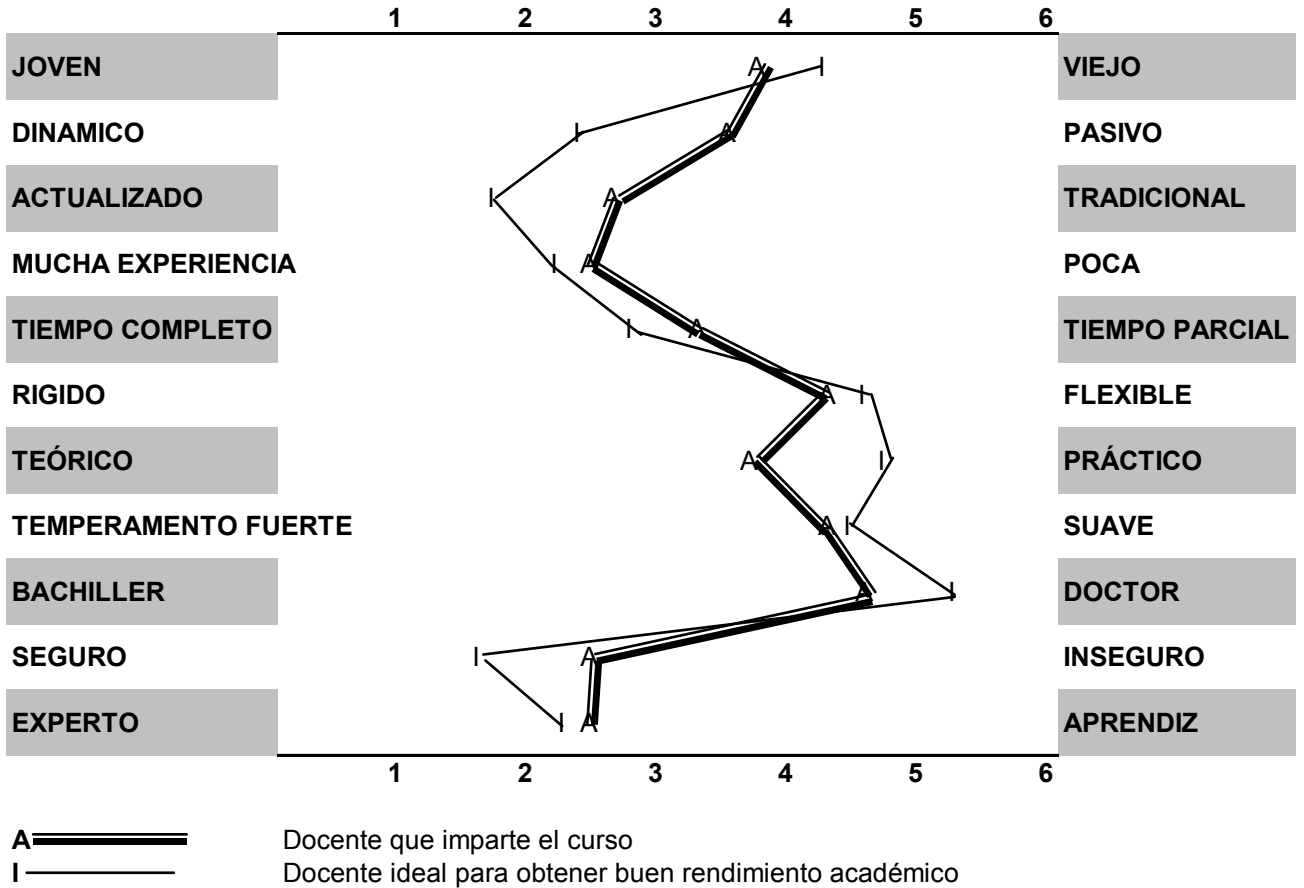 1 2 3 4 5 6
JOVEN A I VIEJO
DINAMICO I A PASIVO
ACTUALIZADO I A TRADICIONAL
MUCHA EXPERIENCIA I A POCA
TIEMPO COMPLETO I A TIEMPO PARCIAL
RIGIDO A I FLEXIBLE
TEÓRICO A I PRÁCTICO
TEMPERAMENTO FUERTE A I SUAVE
BACHILLER A I DOCTOR
SEGURO I A INSEGURO
EXPERTO I A APRENDIZ
1 2 3 4 5 6
A Docente que imparte el curso
I Docente ideal para obtener buen rendimiento académico